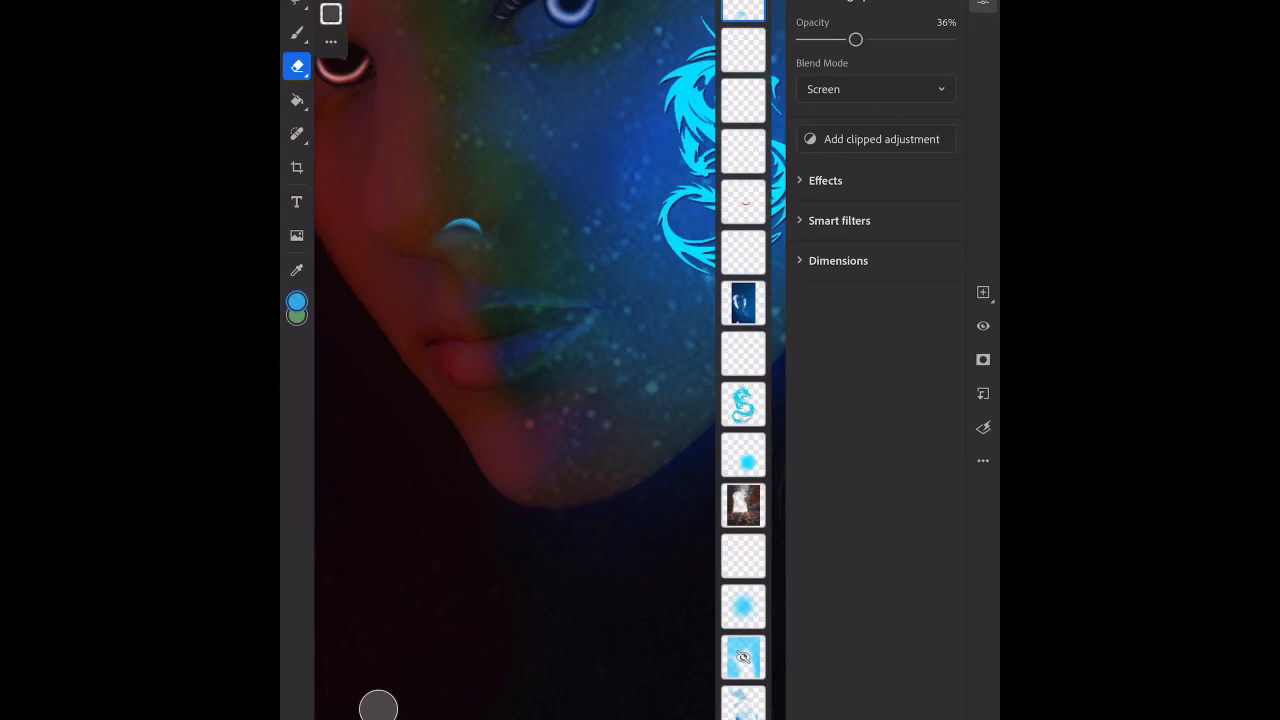 Opacity 36%
Blend Mode
Screen
Add clipped adjustment
Effects
Smart filters
Dimensions